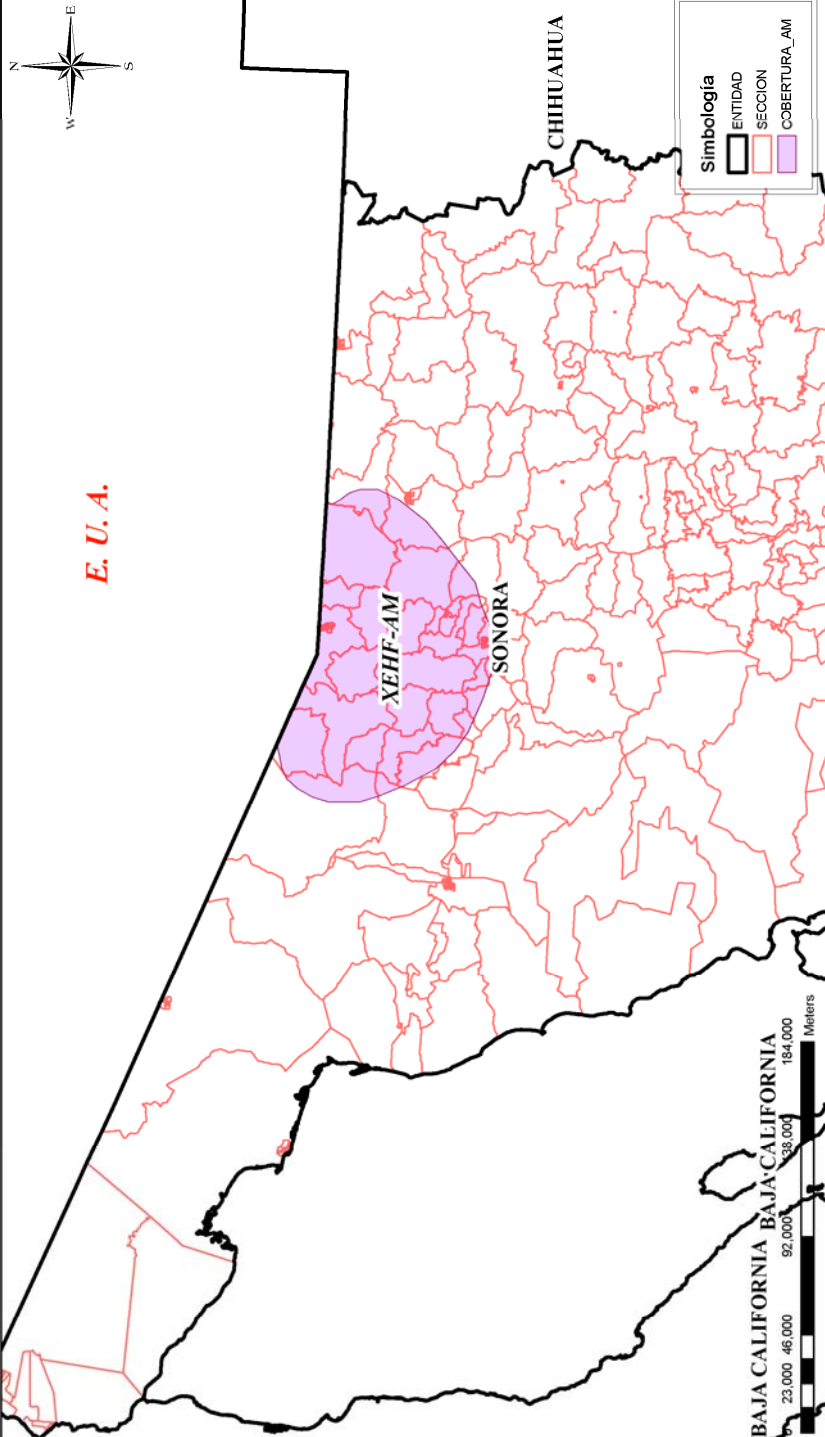 N
E
W
S
E. U. A.
CHIHUAHUA
XEHF-AM
SONORA
Simbología
ENTIDAD
SECCION
COBERTURA_AM
BAJA CALIFORNIA
BAJA CALIFORNIA
0 23,000 46,000 92,000 138,000 184,000
Meters